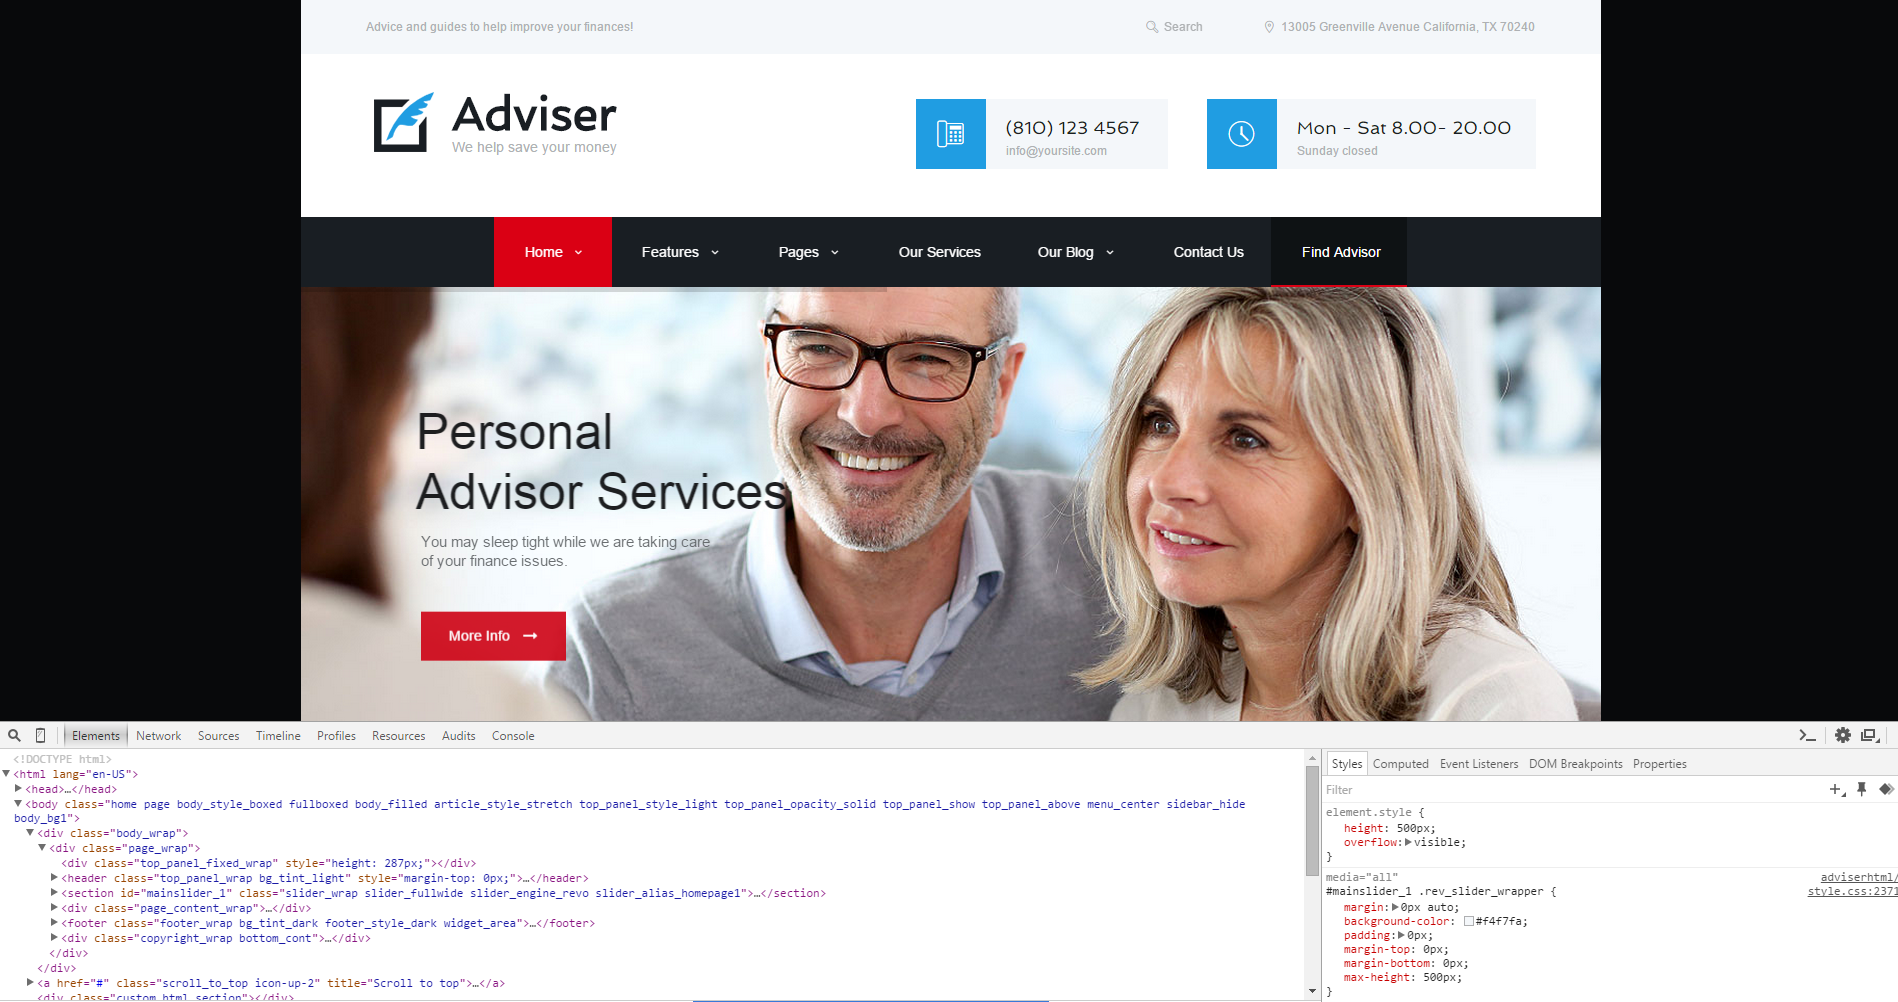 Advice and guides to help improve your finances!
Search
13005 Greenville Avenue California, TX 70240
Adviser
We help save your money
(810) 123 4567
info@yoursite.com
Mon - Sat 8.00- 20.00
Sunday closed
Home
Features
Pages
Our Services
Our Blog
Contact Us
Find Advisor
Personal
Advisor Services
You may sleep tight while we are taking care
of your finance issues.
More Info
Elements Network Sources Timeline Profiles Resources Audits Console
<!DOCTYPE html>
<html lang="en-US">
<head>…</head>
<body class="home page body_style_boxed fullboxed body_filled article_style_stretch top_panel_style_light top_panel_opacity_solid top_panel_show top_panel_above menu_center sidebar_hide
body_bg1">
<div class="body_wrap">
<div class="page_wrap">
<div class="top_panel_fixed_wrap" style="height: 287px;"></div>
<header class="top_panel_wrap bg_tint_light" style="margin-top: 0px;">…</header>
<section id="mainslider_1" class="slider_wrap slider_fullwide slider_engine_revo slider_alias_homepage1">…</section>
<div class="page_content_wrap">…</div>
<footer class="footer_wrap bg_tint_dark footer_style_dark widget_area">…</footer>
<div class="copyright_wrap bottom_cont">…</div>
</div>
</div>
<a href="#" class="scroll_to_top icon-up-2" title="Scroll to top">…</a>
<div class="custom_html_section"></div>
Styles Computed Event Listeners DOM Breakpoints Properties
Filter
element.style {
height: 500px;
overflow: visible;
}
media="all" adviserhtml/
#mainslider_1 .rev_slider_wrapper { style.css:2371
margin: 0px auto;
background-color: #f4f7fa;
padding: 0px;
margin-top: 0px;
margin-bottom: 0px;
max-height: 500px;
}